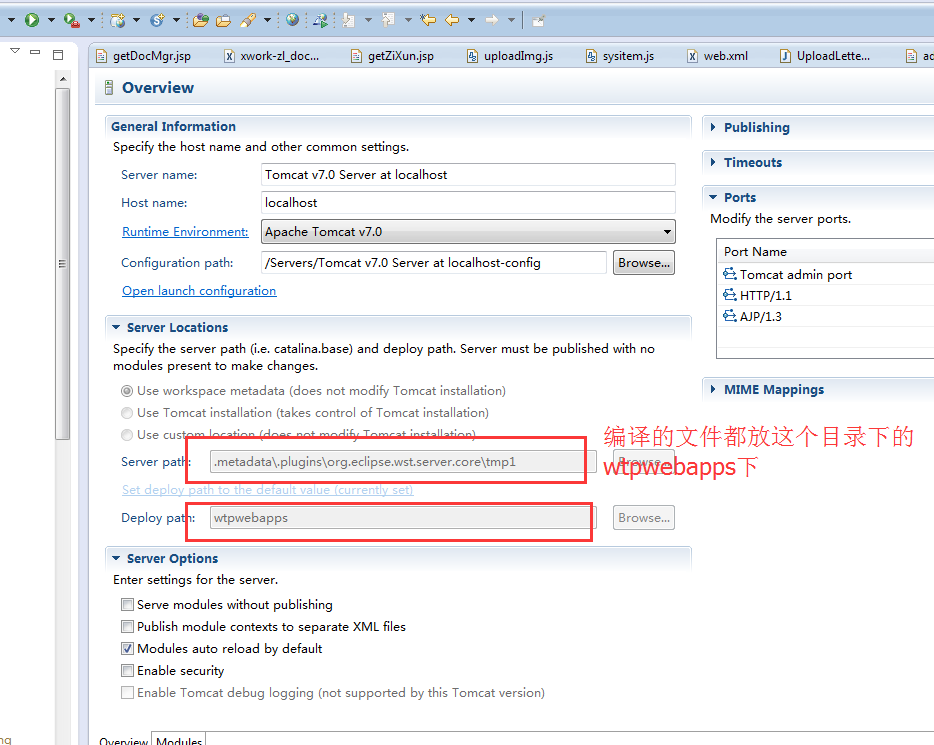 getDocMgr.jsp
xwork-zl_doc...
getZiXun.jsp
uploadImg.js
sysitem.js
web.xml
UploadLette...
Overview
General Information
Specify the host name and other common settings.
Server name:
Tomcat v7.0 Server at localhost
Host name:
localhost
Runtime Environment:
Apache Tomcat v7.0
Configuration path:
/Servers/Tomcat v7.0 Server at localhost-config
Browse...
Open launch configuration
Server Locations
Specify the server path (i.e. catalina.base) and deploy path. Server must be published with no
modules present to make changes.
Use workspace metadata (does not modify Tomcat installation)
Use Tomcat installation (takes control of Tomcat installation)
Use custom location (does not modify Tomcat installation)
Server path:
.metadata\.plugins\org.eclipse.wst.server.core\tmp1
Browse...
Set deploy path to the default value (currently set)
Deploy path:
wtpwebapps
Browse...
Server Options
Enter settings for the server.
Serve modules without publishing
Publish module contexts to separate XML files
Modules auto reload by default
Enable security
Enable Tomcat debug logging (not supported by this Tomcat version)
Publishing
Timeouts
Ports
Modify the server ports.
Port Name
Tomcat admin port
HTTP/1.1
AJP/1.3
MIME Mappings
编译的文件都放这个目录下的
wtpwebapps下
Overview
Modules